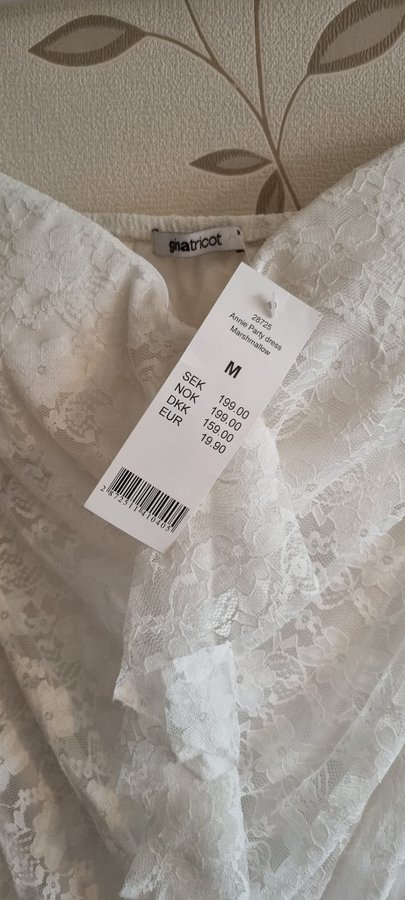 ginatricot
28725
Annie Party dress
Marshmallow
M
SEK 199.00
NOK 199.00
DKK 159.00
EUR 19.90